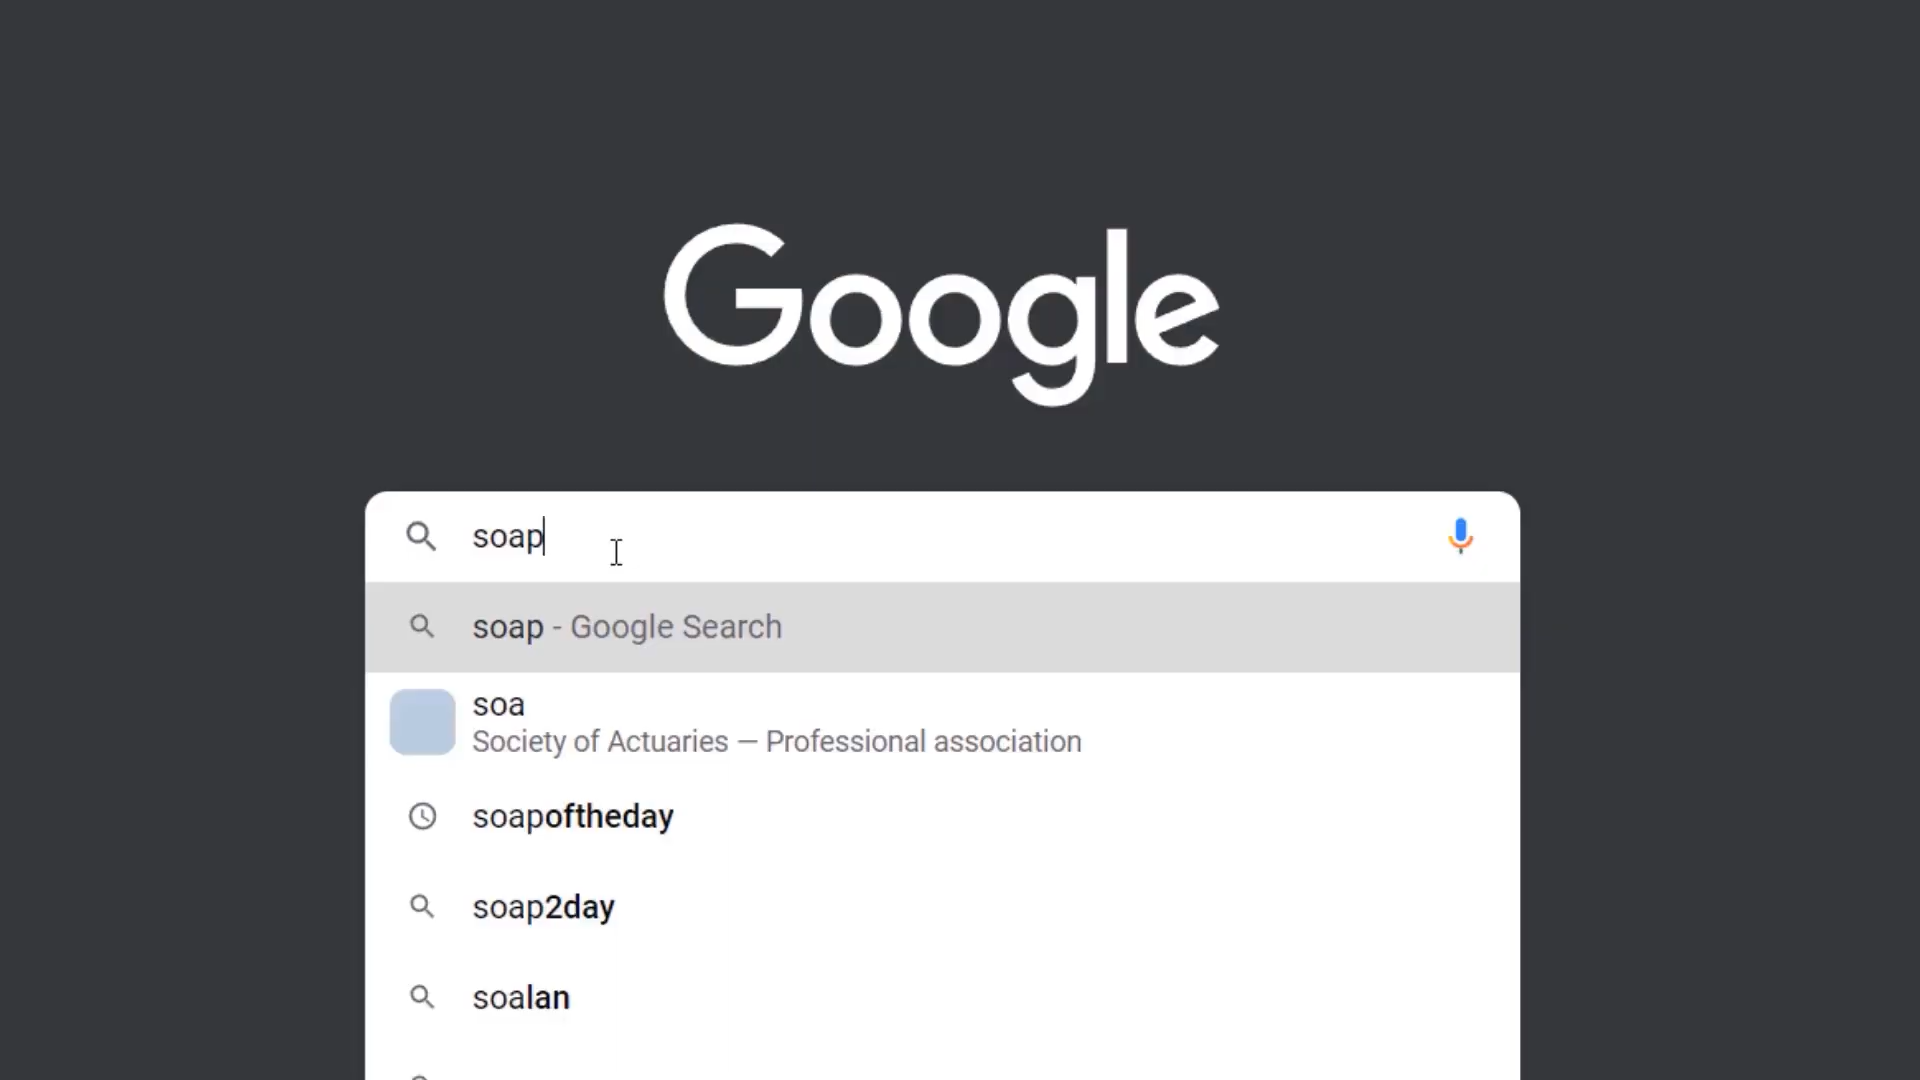 Google
soap
soap - Google Search
soa
Society of Actuaries — Professional association
soapoftheday
soap2day
soalan